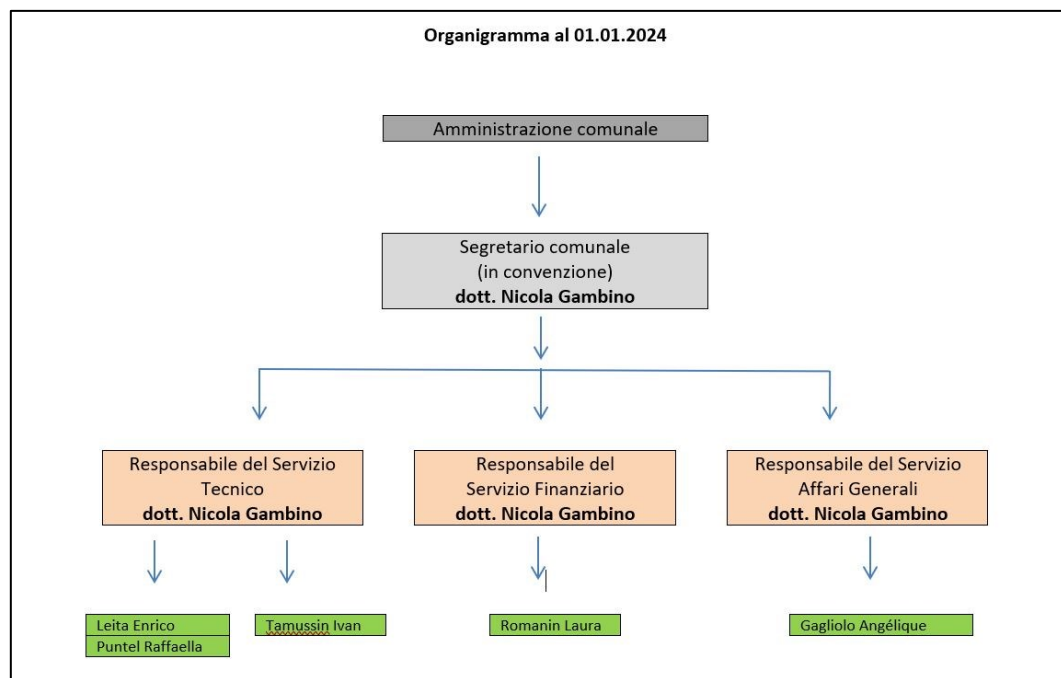 Organigramma al 01.01.2024
Amministrazione comunale
Segretario comunale
(in convenzione)
dott. Nicola Gambino
Responsabile del Servizio
Tecnico
dott. Nicola Gambino
Responsabile del
Servizio Finanziario
dott. Nicola Gambino
Responsabile del Servizio
Affari Generali
dott. Nicola Gambino
Leita Enrico
Puntel Raffaella
Tamussin Ivan
Romanin Laura
Gagliolo Angélique